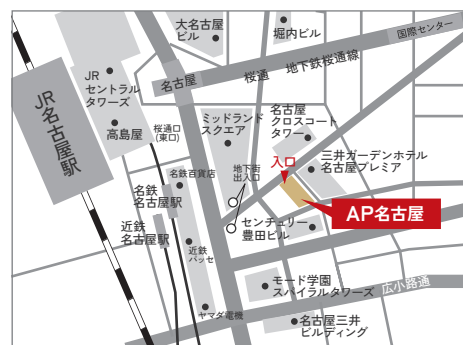 大名古屋
ビル
堀内ビル
国際センター
JR
セントラル
タワーズ
名古屋
桜通
地下鉄桜通線
JR名古屋駅
高島屋
桜通口
(東口)
ミッドランド
スクエア
名古屋
クロスコート
タワー
入口
三井ガーデンホテル
名古屋プレミア
名鉄百貨店
地下街
出入口
名鉄
名古屋駅
AP名古屋
近鉄
名古屋駅
センチュリー
豊田ビル
近鉄
パッセ
モード学園
スパイラルタワーズ
広小路通
ヤマダ電機
名古屋三井
ビルディング